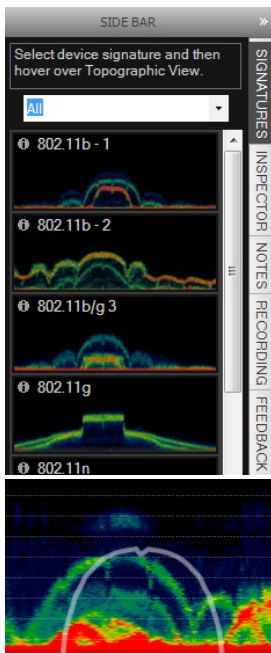 SIDE BAR »
Select device signature and then
hover over Topographic View.
All
802.11b - 1
802.11b - 2
802.11b/g 3
802.11g
802.11n
SIGNATURES
INSPECTOR
NOTES
RECORDING
FEEDBACK